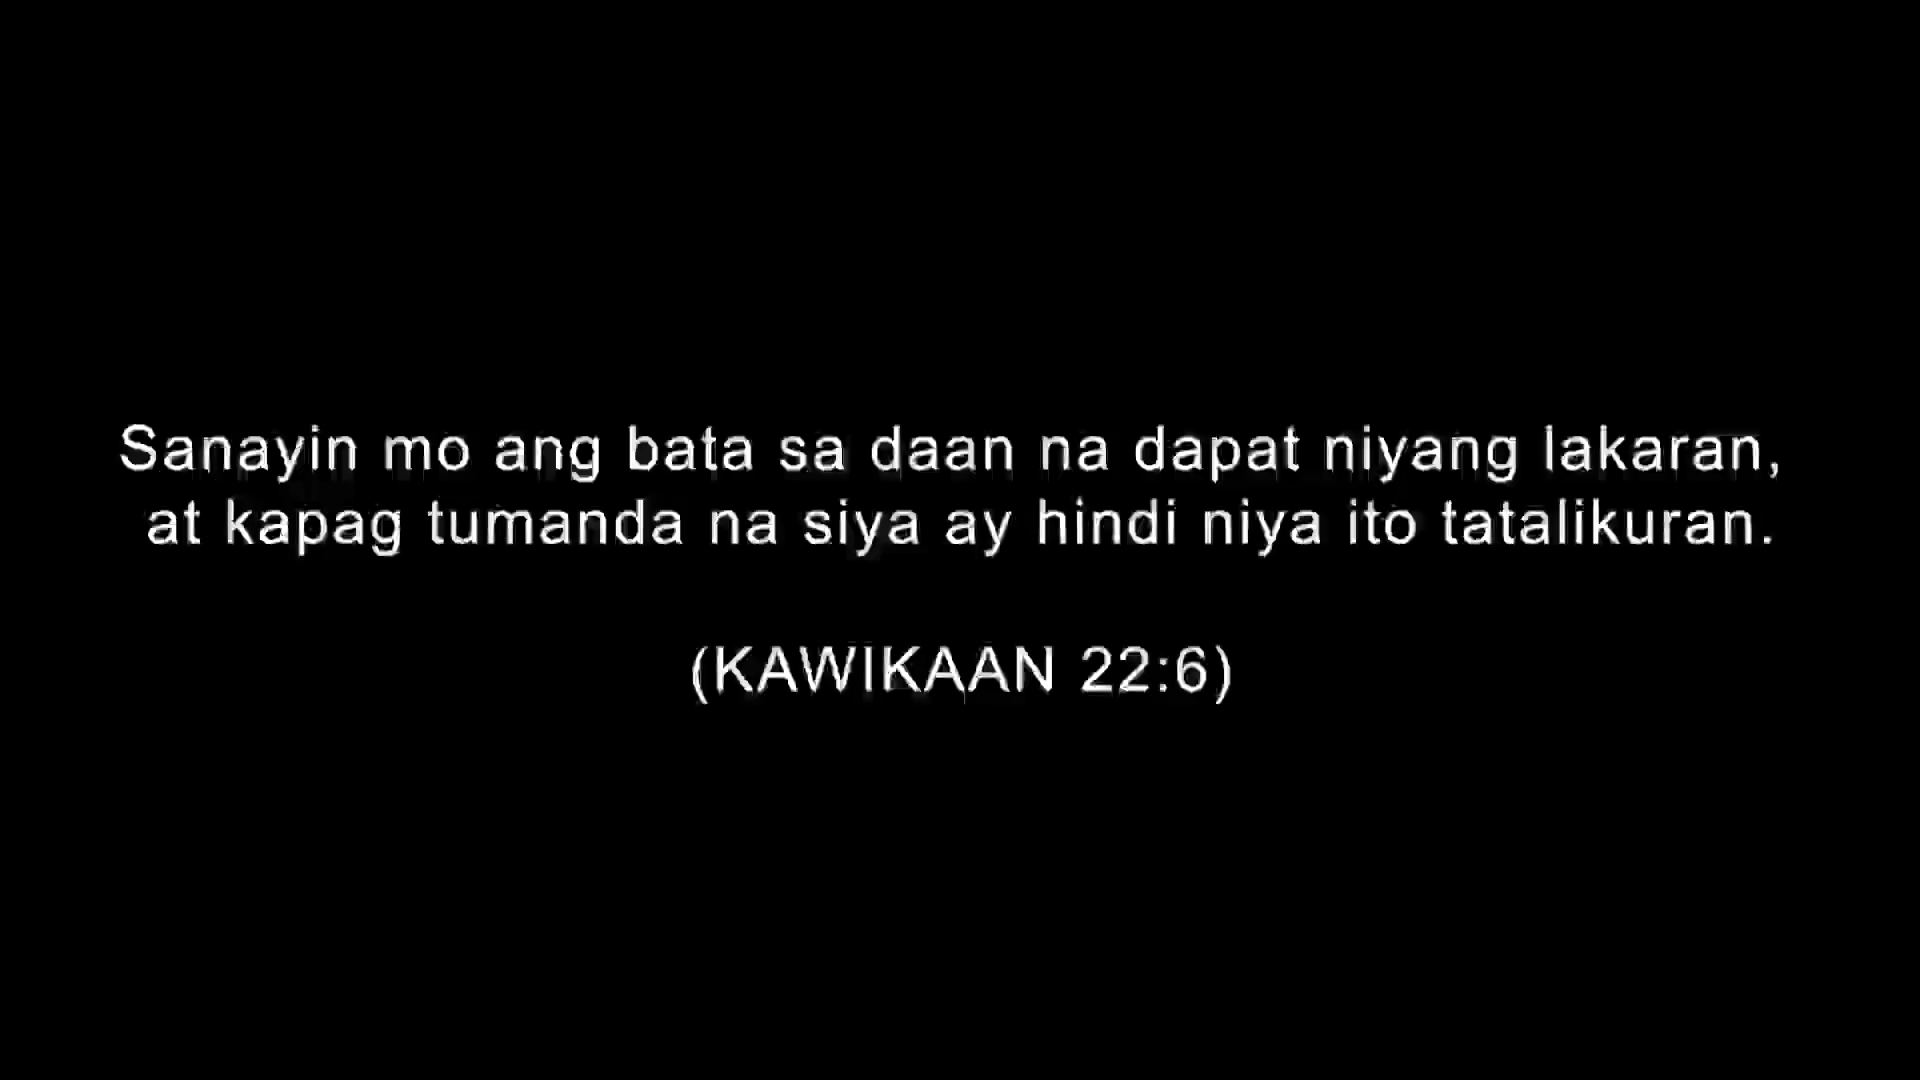 Sanayin mo ang bata sa daan na dapat niyang lakaran,
at kapag tumanda na siya ay hindi niya ito tatalikuran.
(KAWIKAAN 22:6)